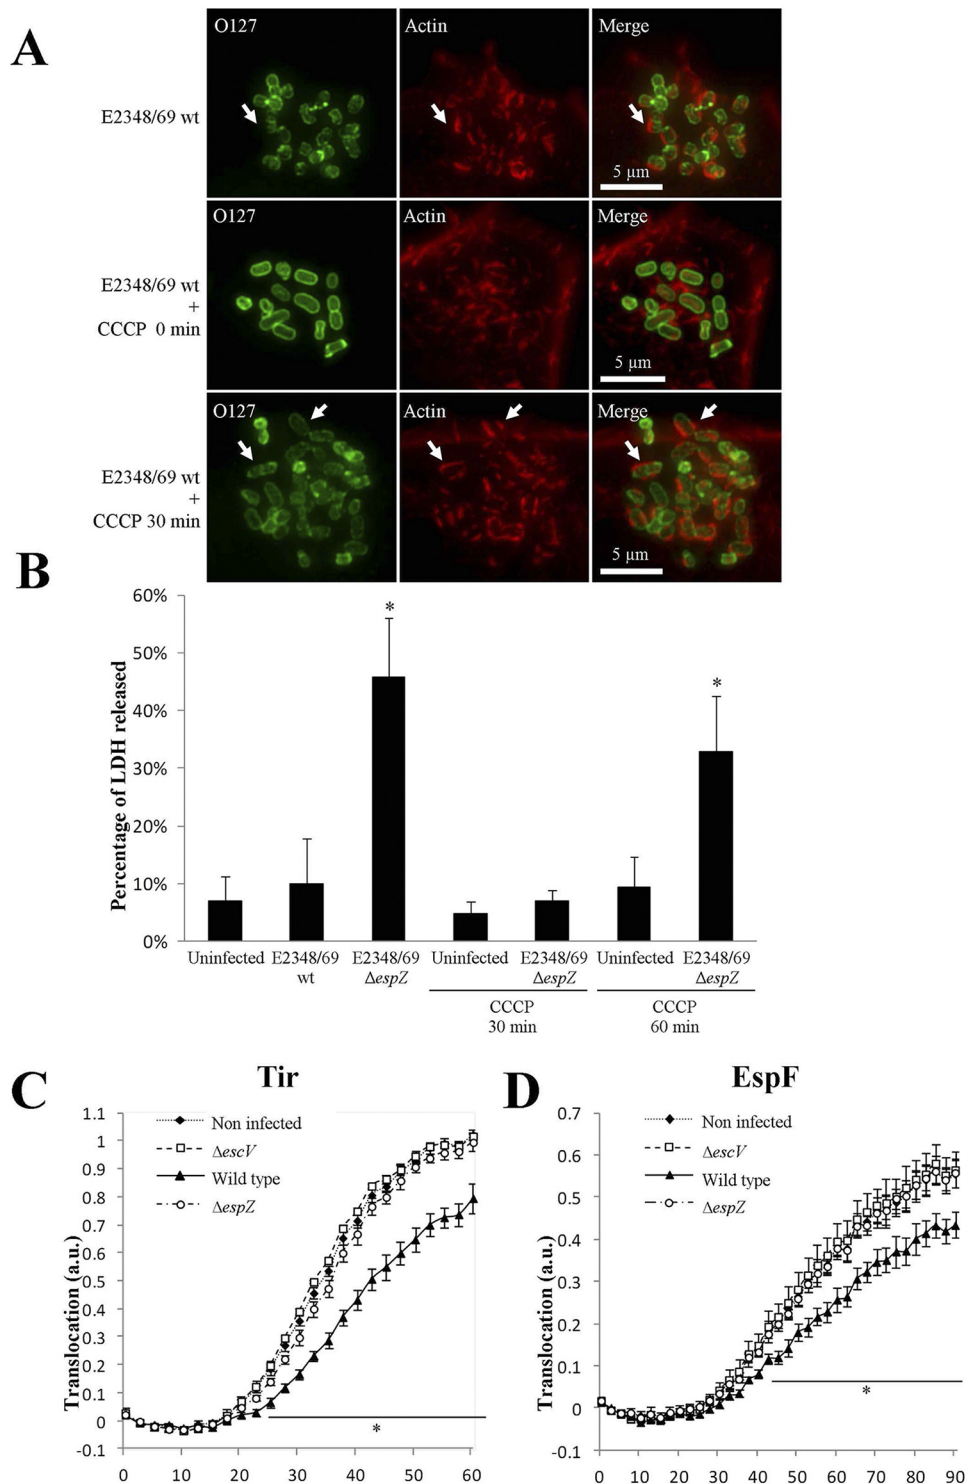 A
O127
Actin
Merge
E2348/69 wt
5 µm
O127
Actin
Merge
E2348/69 wt
+
CCCP 0 min
5 µm
O127
Actin
Merge
E2348/69 wt
+
CCCP 30 min
5 µm
B
Percentage of LDH released
60%
50%
40%
30%
20%
10%
0%
*
*
Uninfected
E2348/69
wt
E2348/69
ΔespZ
Uninfected
E2348/69
ΔespZ
Uninfected
E2348/69
ΔespZ
CCCP
30 min
CCCP
60 min
C
Tir
Translocation (a.u.)
1.1
1
0.9
0.8
0.7
0.6
0.5
0.4
0.3
0.2
0.1
0
-0.1
Non infected
ΔescV
Wild type
ΔespZ
*
0 10 20 30 40 50 60
D
EspF
Translocation (a.u.)
0.7
0.6
0.5
0.4
0.3
0.2
0.1
0
-0.1
Non infected
ΔescV
Wild type
ΔespZ
*
0 10 20 30 40 50 60 70 80 90